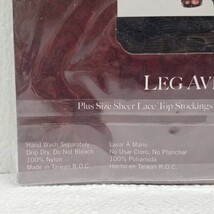 LEG AVE
Plus Size Sheer Lace Top Stockings
Hand Wash Separately
Drip Dry, Do Not Bleach
100% Nylon
Made in Taiwan R.O.C.
Lavar A Mano
No Usar Cloro, No Planchar
100% Poliamida
Hecho en Taiwan R.O.C.